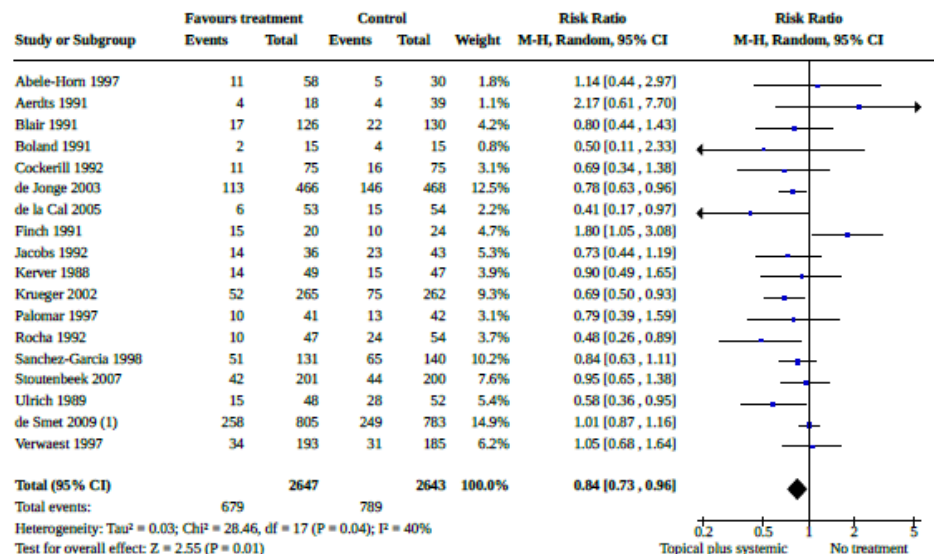 Favours treatment Control Risk Ratio Risk Ratio
Study or Subgroup Events Total Events Total Weight M-H, Random, 95% CI M-H, Random, 95% CI
Abele-Horn 1997 11 58 5 30 1.8% 1.14 [0.44 , 2.97]
Aerdts 1991 4 18 4 39 1.1% 2.17 [0.61 , 7.70]
Blair 1991 17 126 22 130 4.2% 0.80 [0.44 , 1.43]
Boland 1991 2 15 4 15 0.8% 0.50 [0.11 , 2.33]
Cockerill 1992 11 75 16 75 3.1% 0.69 [0.34 , 1.38]
de Jonge 2003 113 466 146 468 12.5% 0.78 [0.63 , 0.96]
de la Cal 2005 6 53 15 54 2.2% 0.41 [0.17 , 0.97]
Finch 1991 15 20 10 24 4.7% 1.80 [1.05 , 3.08]
Jacobs 1992 14 36 23 43 5.3% 0.73 [0.44 , 1.19]
Kerver 1988 14 49 15 47 3.9% 0.90 [0.49 , 1.65]
Krueger 2002 52 265 75 262 9.3% 0.69 [0.50 , 0.93]
Palomar 1997 10 41 13 42 3.1% 0.79 [0.39 , 1.59]
Rocha 1992 10 47 24 54 3.7% 0.48 [0.26 , 0.89]
Sanchez-Garcia 1998 51 131 65 140 10.2% 0.84 [0.63 , 1.11]
Stoutenbeek 2007 42 201 44 200 7.6% 0.95 [0.65 , 1.38]
Ulrich 1989 15 48 28 52 5.4% 0.58 [0.36 , 0.95]
de Smet 2009 (1) 258 805 249 783 14.9% 1.01 [0.87 , 1.16]
Verwaest 1997 34 193 31 185 6.2% 1.05 [0.68 , 1.64]
Total (95% CI) 2647 2643 100.0% 0.84 [0.73 , 0.96]
Total events: 679 789
Heterogeneity: Tau² = 0.03; Chi² = 28.46, df = 17 (P = 0.04); I² = 40%
0.2 0.5 1 2 5
Test for overall effect: Z = 2.55 (P = 0.01) Topical plus systemic No treatment